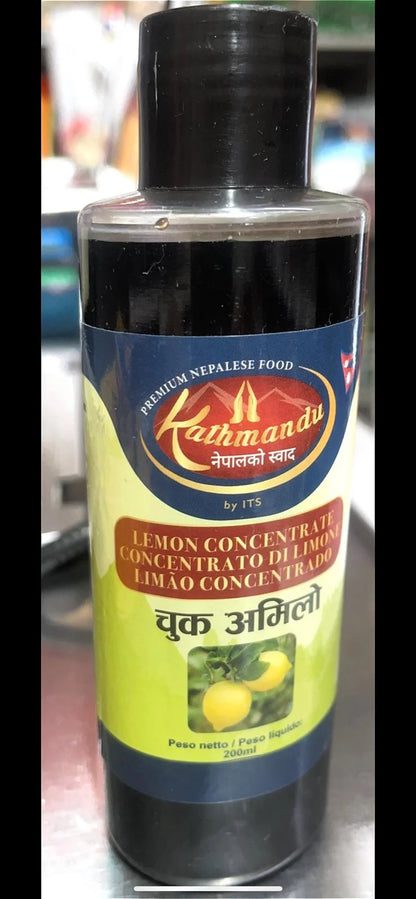 PREMIUM NEPALESE FOOD
Kathmandu
नेपालको स्वाद
by ITS
LEMON CONCENTRATE
CONCENTRATO DI LIMONE
LIMÃO CONCENTRADO
चुक अमिलो
Peso netto / Peso líquido:
200ml